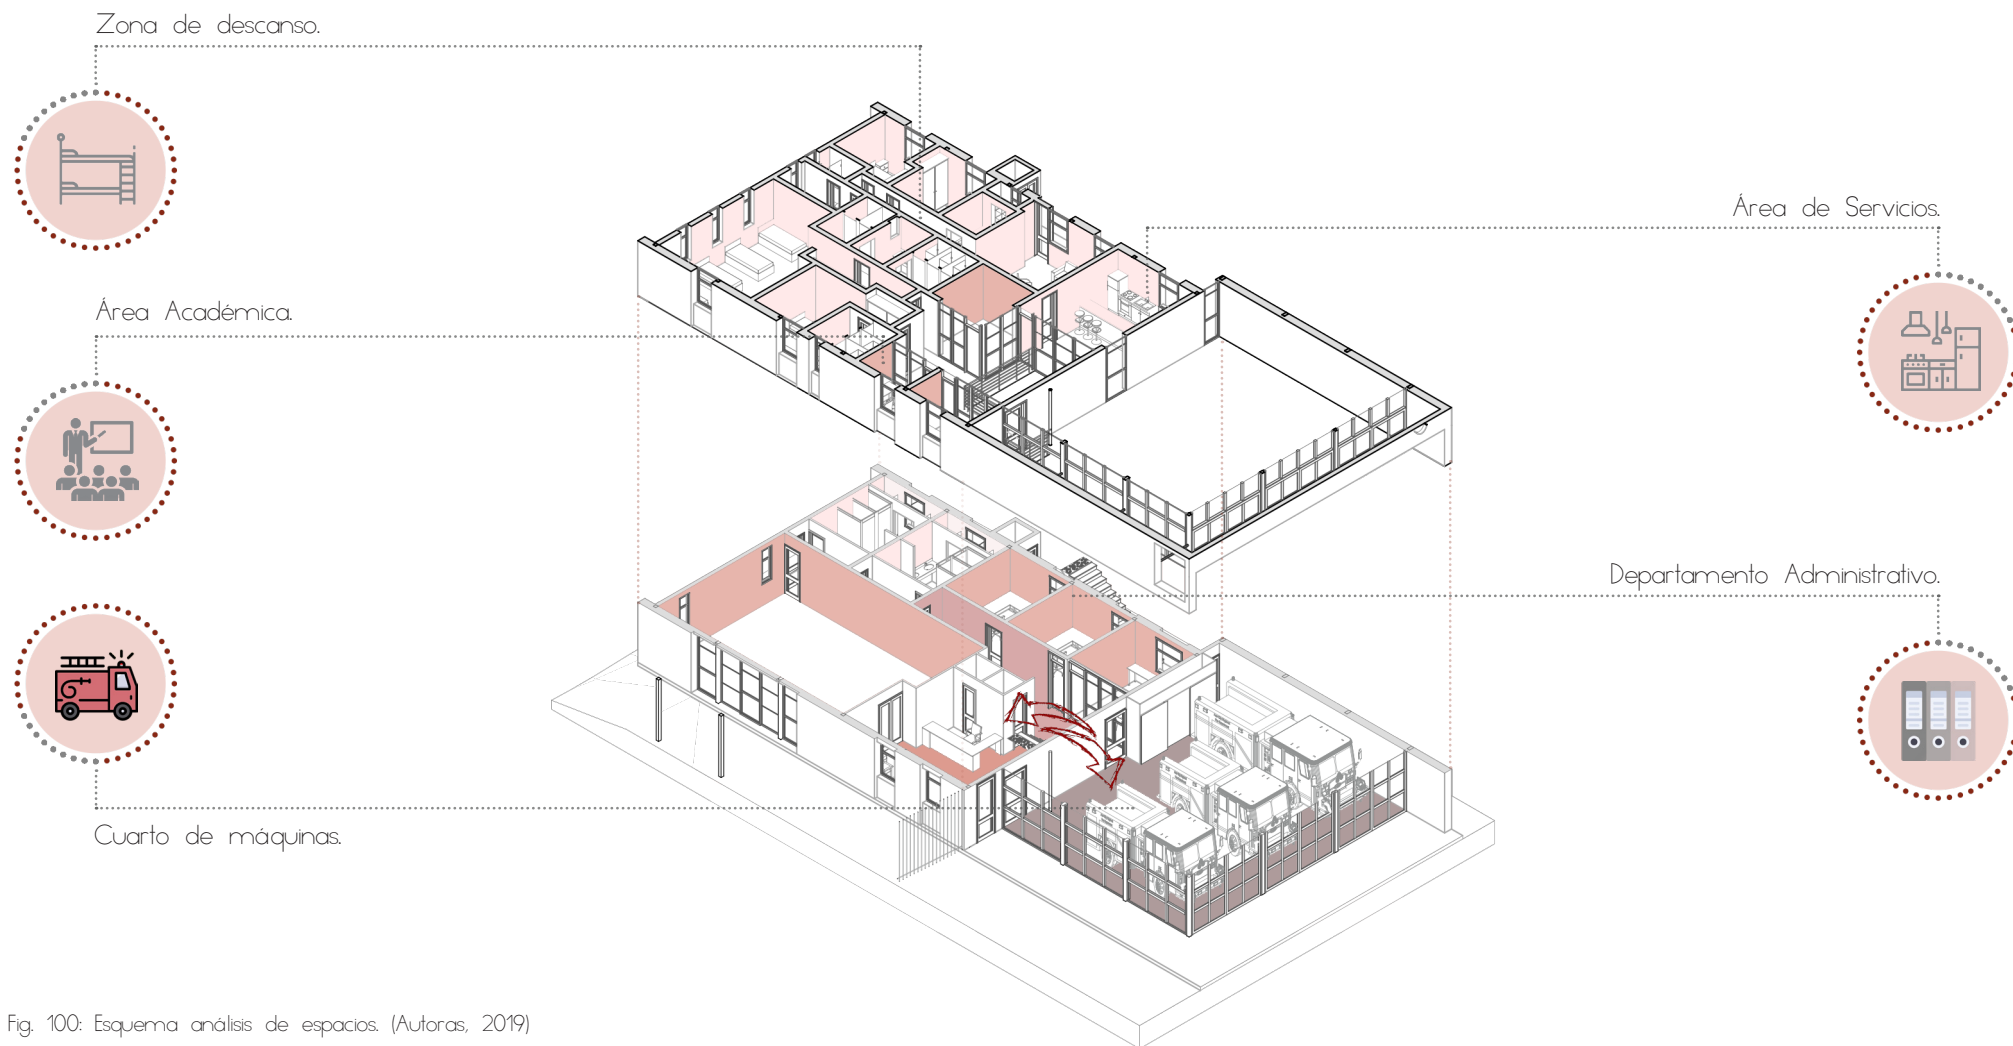 Zona de descanso.
Área de Servicios.
Área Académica.
Departamento Administrativo.
Cuarto de máquinas.
Fig. 100: Esquema análisis de espacios. (Autoras, 2019)